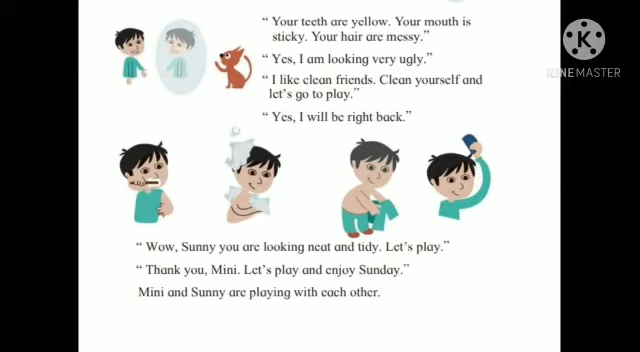 “ Your teeth are yellow. Your mouth is
sticky. Your hair are messy.”
“ Yes, I am looking very ugly.”
“ I like clean friends. Clean yourself and
let’s go to play.”
“ Yes, I will be right back.”
K
KINEMASTER
“ Wow, Sunny you are looking neat and tidy. Let’s play.”
“ Thank you, Mini. Let’s play and enjoy Sunday.”
Mini and Sunny are playing with each other.